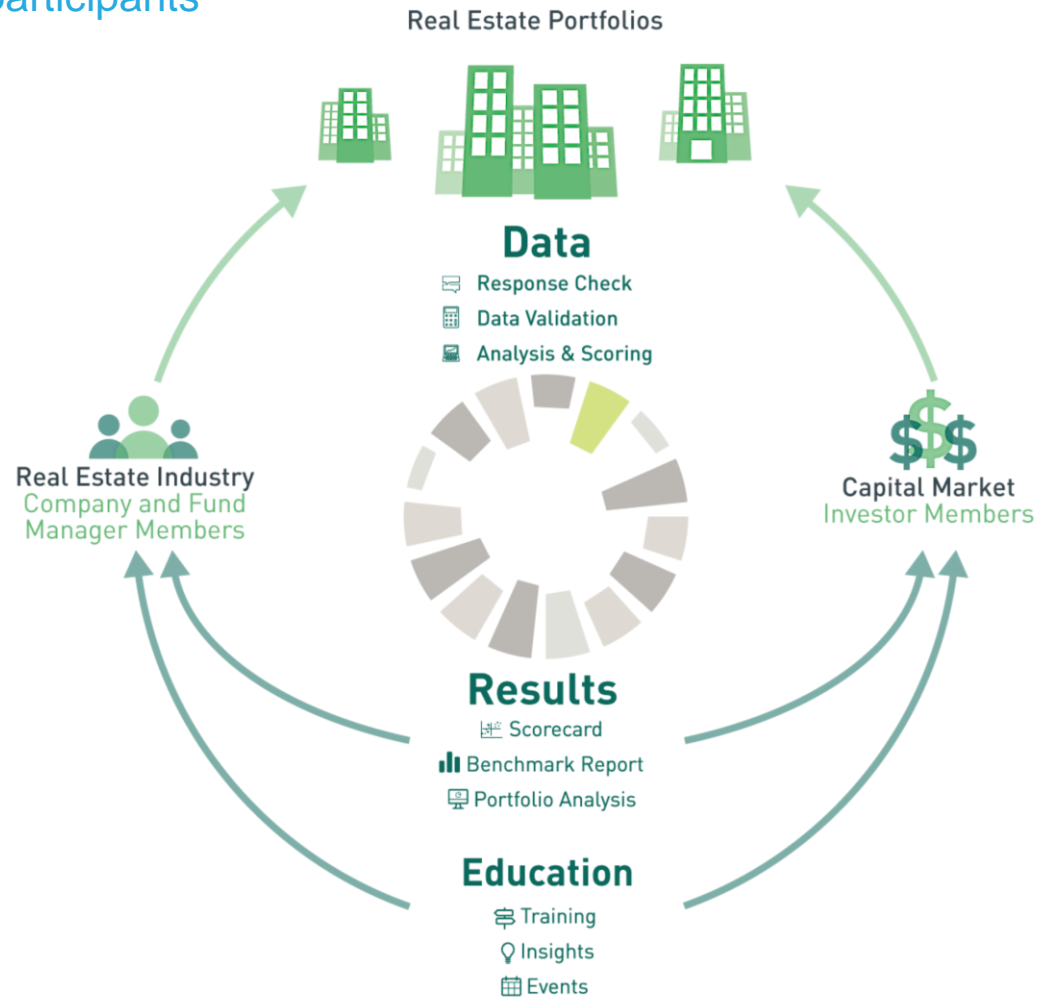 participants
Real Estate Portfolios
Data
Response Check
Data Validation
Analysis & Scoring
Real Estate Industry
Company and Fund
Manager Members
Capital Market
Investor Members
Results
Scorecard
Benchmark Report
Portfolio Analysis
Education
Training
Insights
Events